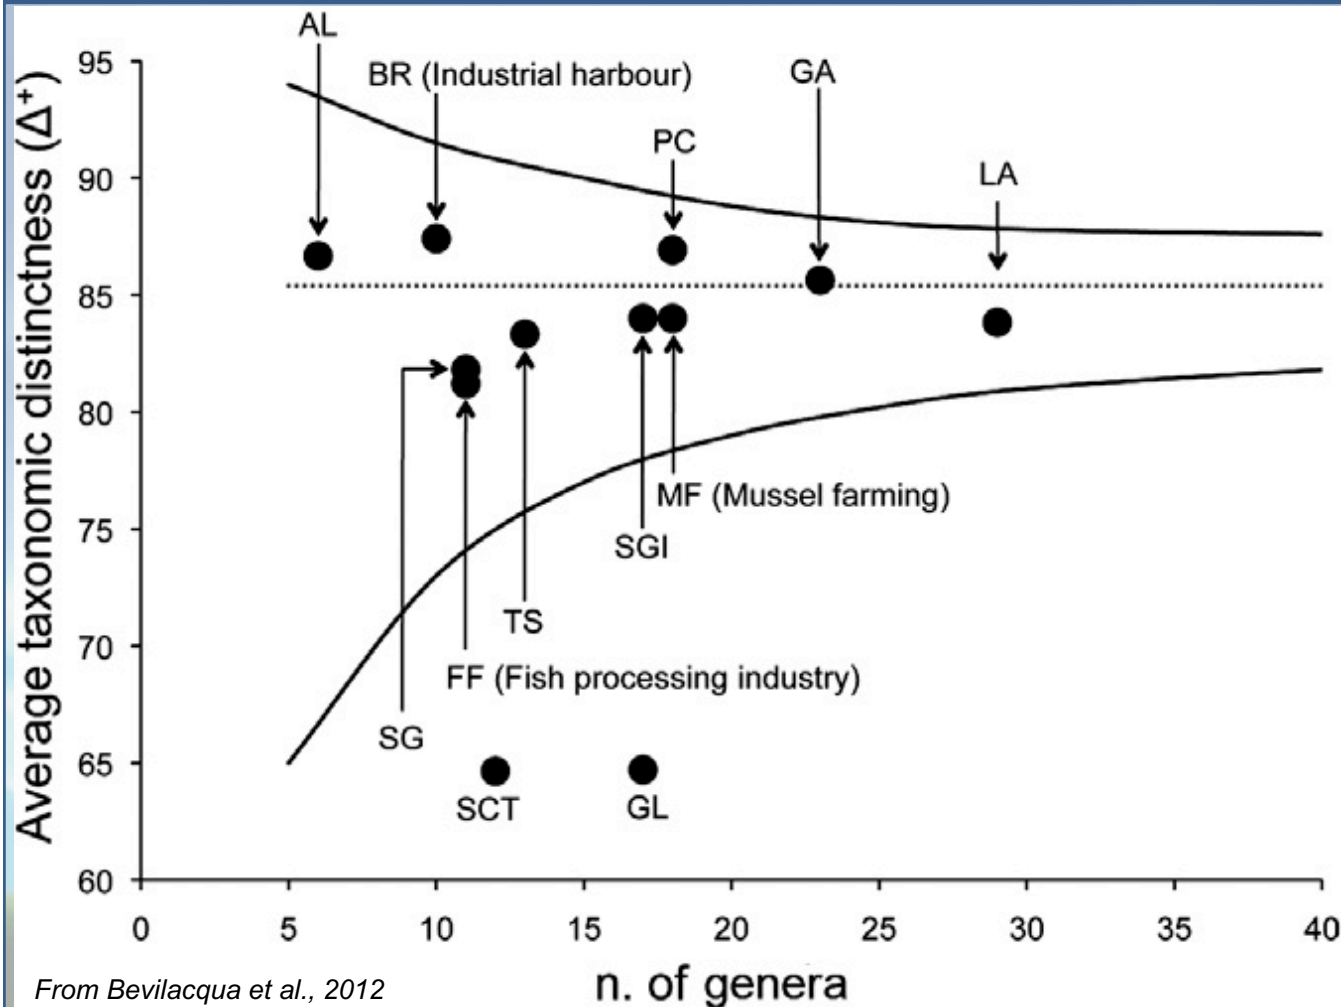 AL
BR (Industrial harbour)
GA
PC
LA
95
90
85
80
75
70
65
60
Average taxonomic distinctness (Δ⁺)
MF (Mussel farming)
SGI
TS
FF (Fish processing industry)
SG
SCT
GL
0 5 10 15 20 25 30 35 40
n. of genera
From Bevilacqua et al., 2012